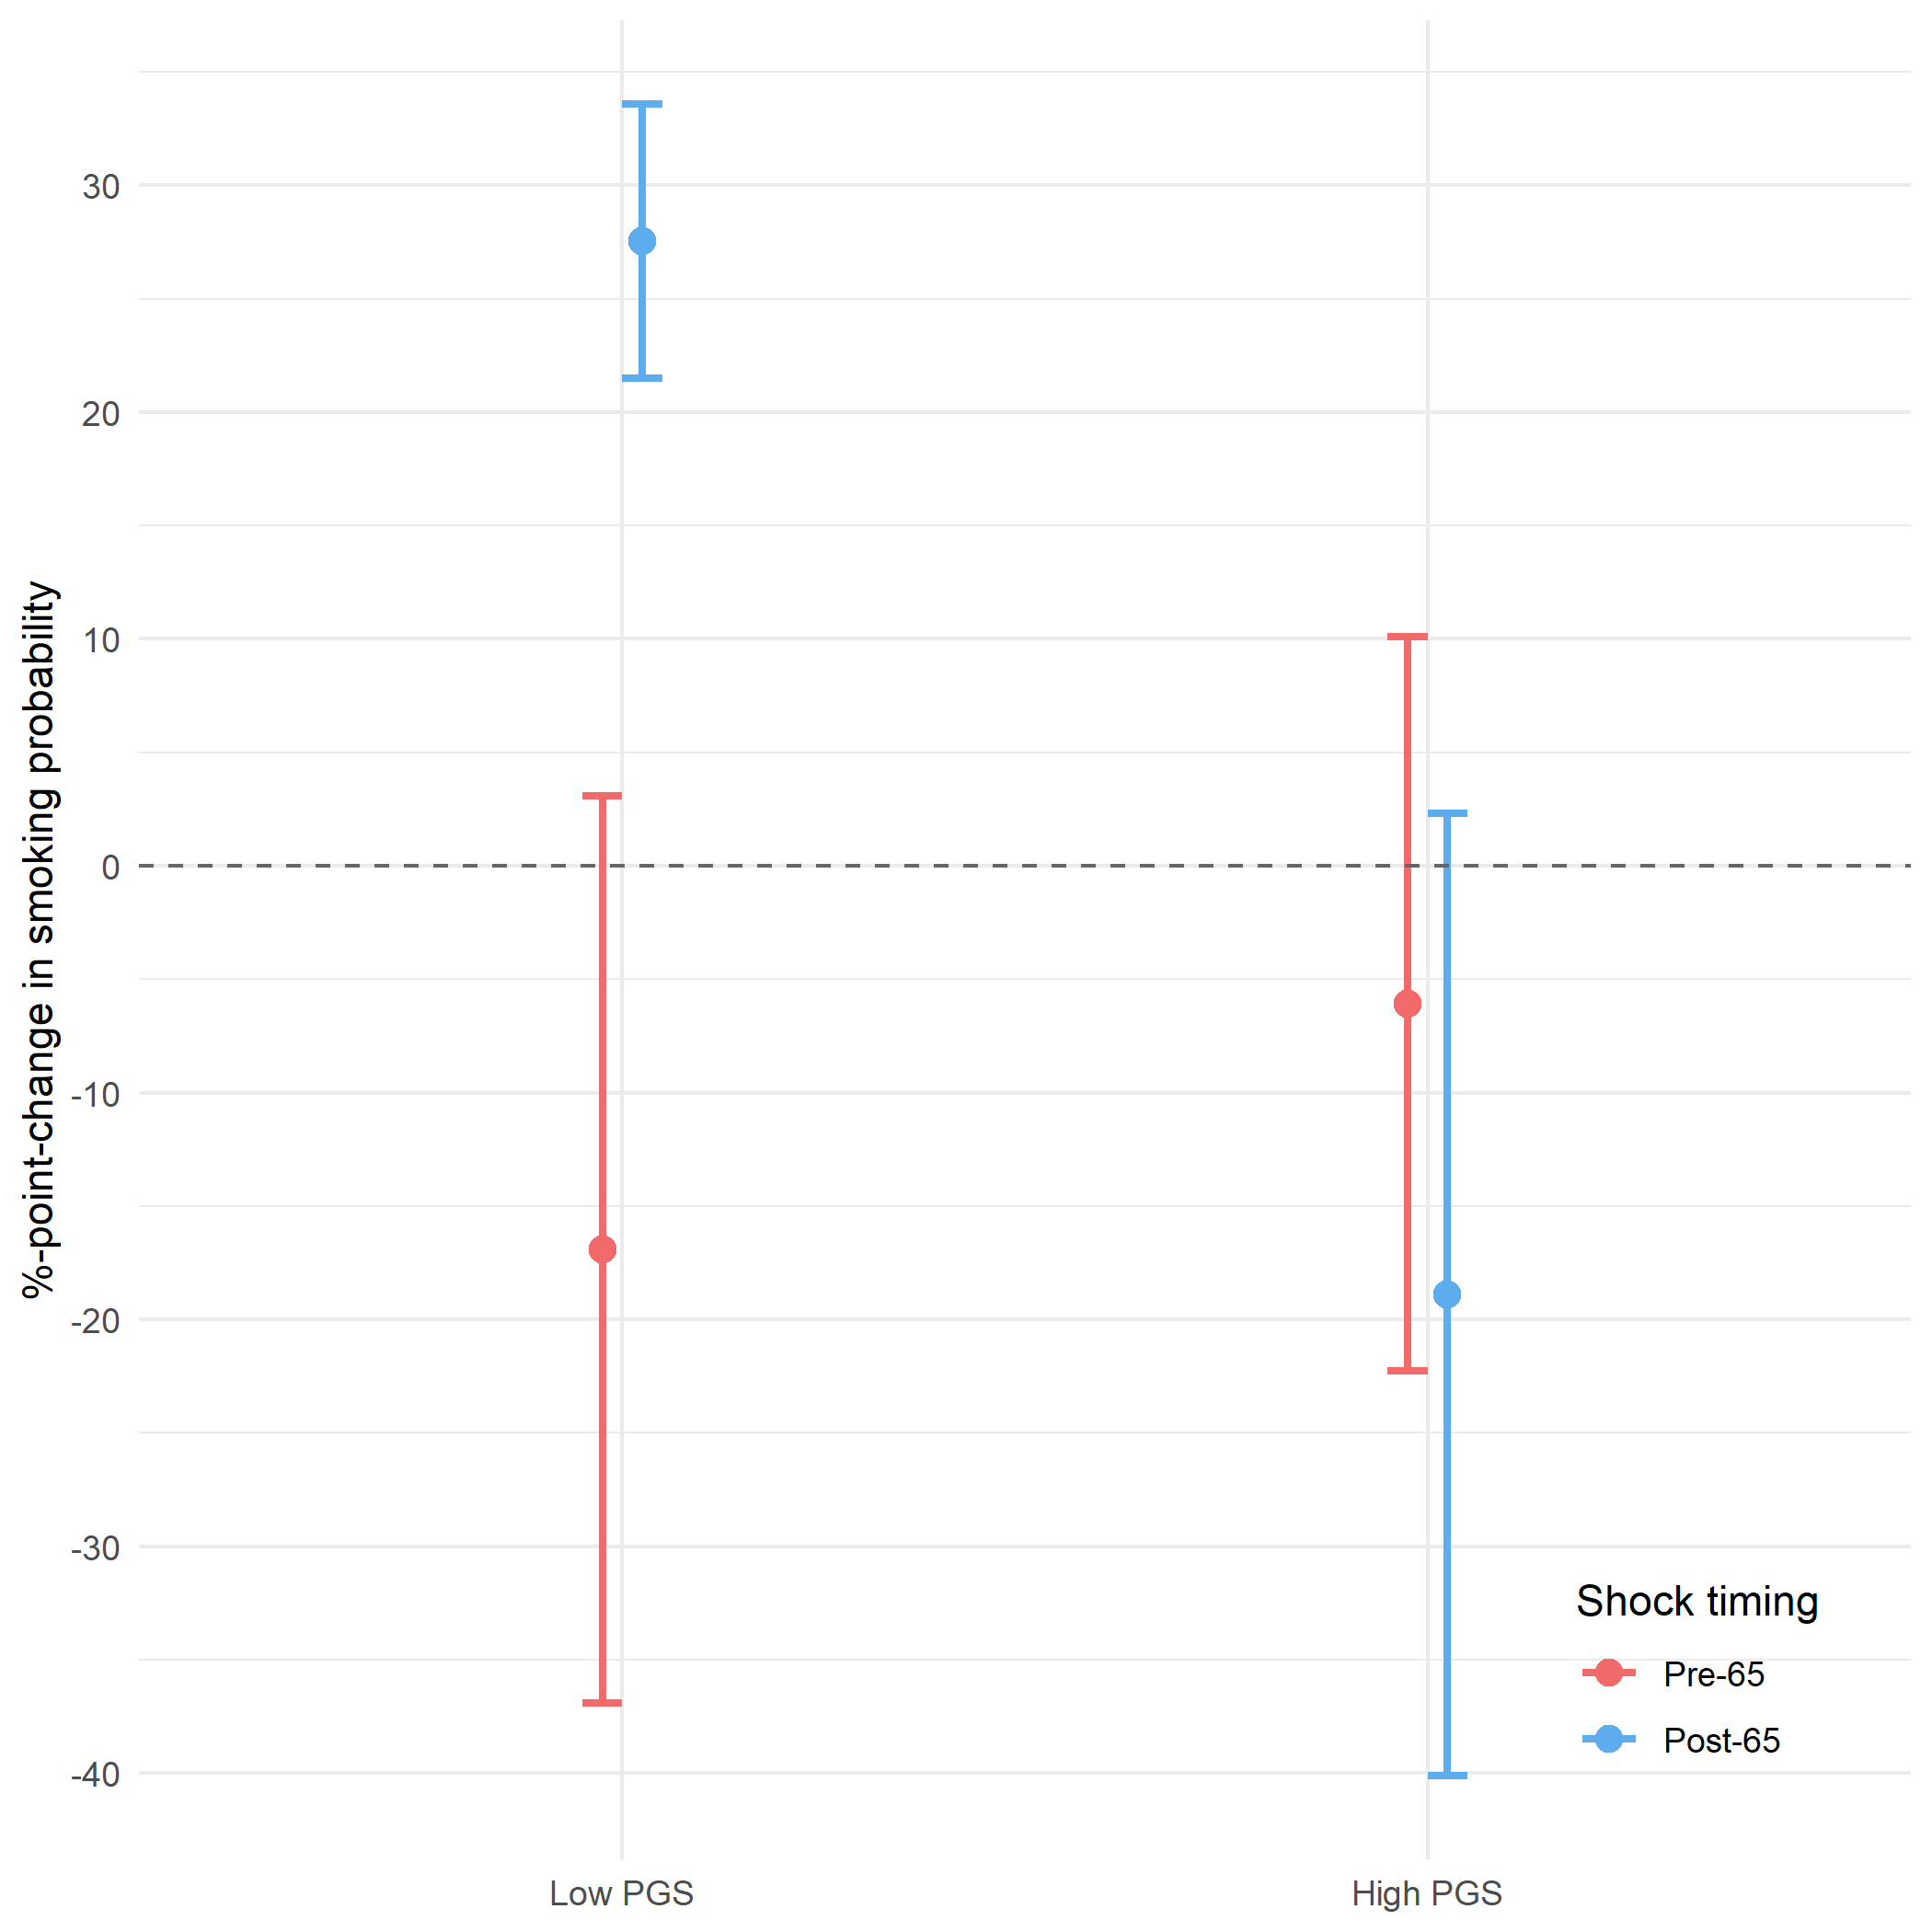 %-point-change in smoking probability
30
20
10
0
-10
-20
-30
-40
Low PGS
High PGS
Shock timing
Pre-65
Post-65